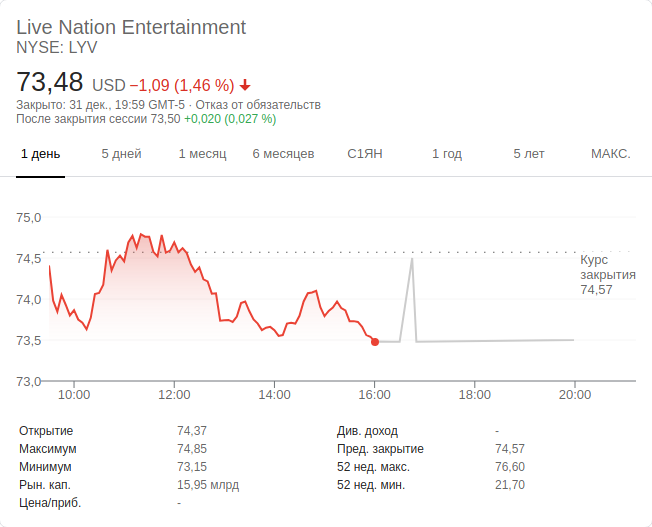 Live Nation Entertainment
NYSE: LYV
73,48 USD −1,09 (1,46 %)
Закрыто: 31 дек., 19:59 GMT-5 · Отказ от обязательств
После закрытия сессии 73,50 +0,020 (0,027 %)
1 день 5 дней 1 месяц 6 месяцев С1ЯН 1 год 5 лет МАКС.
75,0
74,5
74,0
73,5
73,0
Курс
закрытия
74,57
10:00 12:00 14:00 16:00 18:00 20:00
Открытие 74,37 Див. доход -
Максимум 74,85 Пред. закрытие 74,57
Минимум 73,15 52 нед. макс. 76,60
Рын. кап. 15,95 млрд 52 нед. мин. 21,70
Цена/приб. -